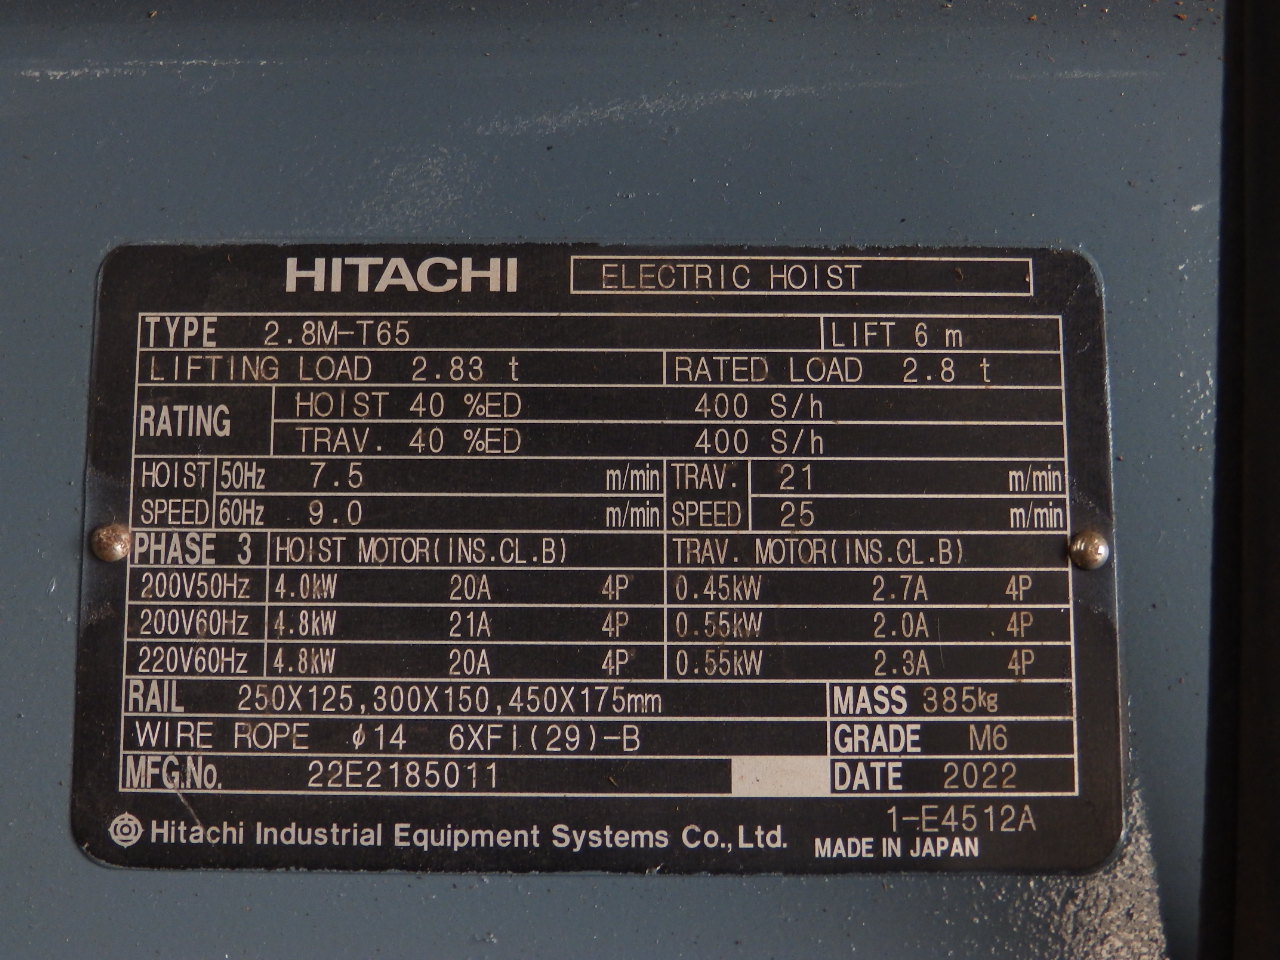 HITACHI ELECTRIC HOIST
TYPE 2.8M-T65 LIFT 6 m
LIFTING LOAD 2.83 t RATED LOAD 2.8 t
RATING HOIST 40 %ED 400 S/h
TRAV. 40 %ED 400 S/h
HOIST 50Hz 7.5 m/min TRAV. 21 m/min
SPEED 60Hz 9.0 m/min SPEED 25 m/min
PHASE 3 HOIST MOTOR(INS.CL.B) TRAV. MOTOR(INS.CL.B)
200V50Hz 4.0kW 20A 4P 0.45kW 2.7A 4P
200V60Hz 4.8kW 21A 4P 0.55kW 2.0A 4P
220V60Hz 4.8kW 20A 4P 0.55kW 2.3A 4P
RAIL 250X125,300X150,450X175mm MASS 385kg
WIRE ROPE φ14 6XFi(29)-B GRADE M6
MFG.No. 22E2185011 DATE 2022
1-E4512A
Hitachi Industrial Equipment Systems Co.,Ltd. MADE IN JAPAN